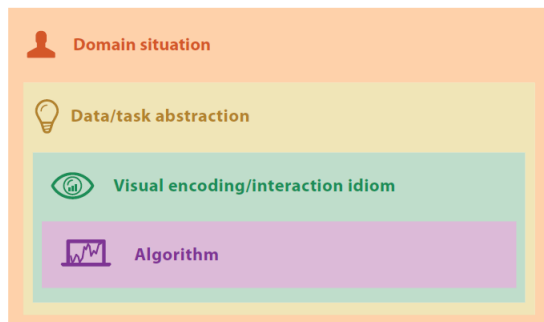 Domain situation
Data/task abstraction
Visual encoding/interaction idiom
Algorithm